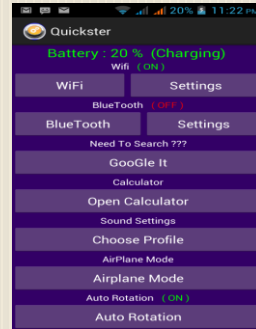 20% 11:22 PM
Quickster
Battery : 20 % (Charging)
Wifi ( ON )
WiFi Settings
BlueTooth ( OFF )
BlueTooth Settings
Need To Search ???
GooGle It
Calculator
Open Calculator
Sound Settings
Choose Profile
AirPlane Mode
Airplane Mode
Auto Rotation ( ON )
Auto Rotation